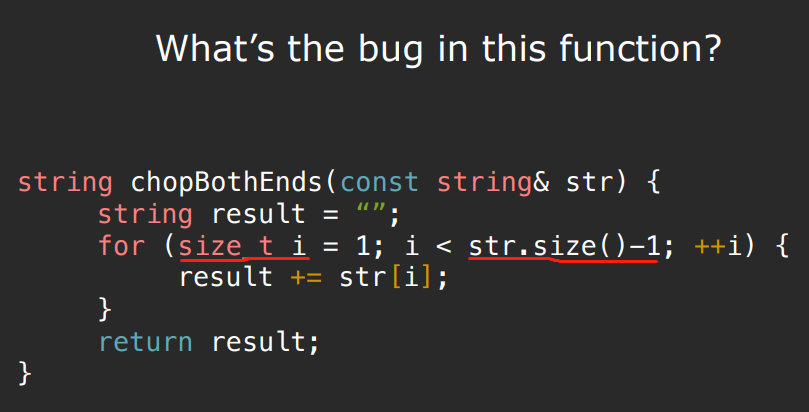 What’s the bug in this function?
string chopBothEnds(const string& str) {
string result = “”;
for (size_t i = 1; i < str.size()-1; ++i) {
result += str[i];
}
return result;
}